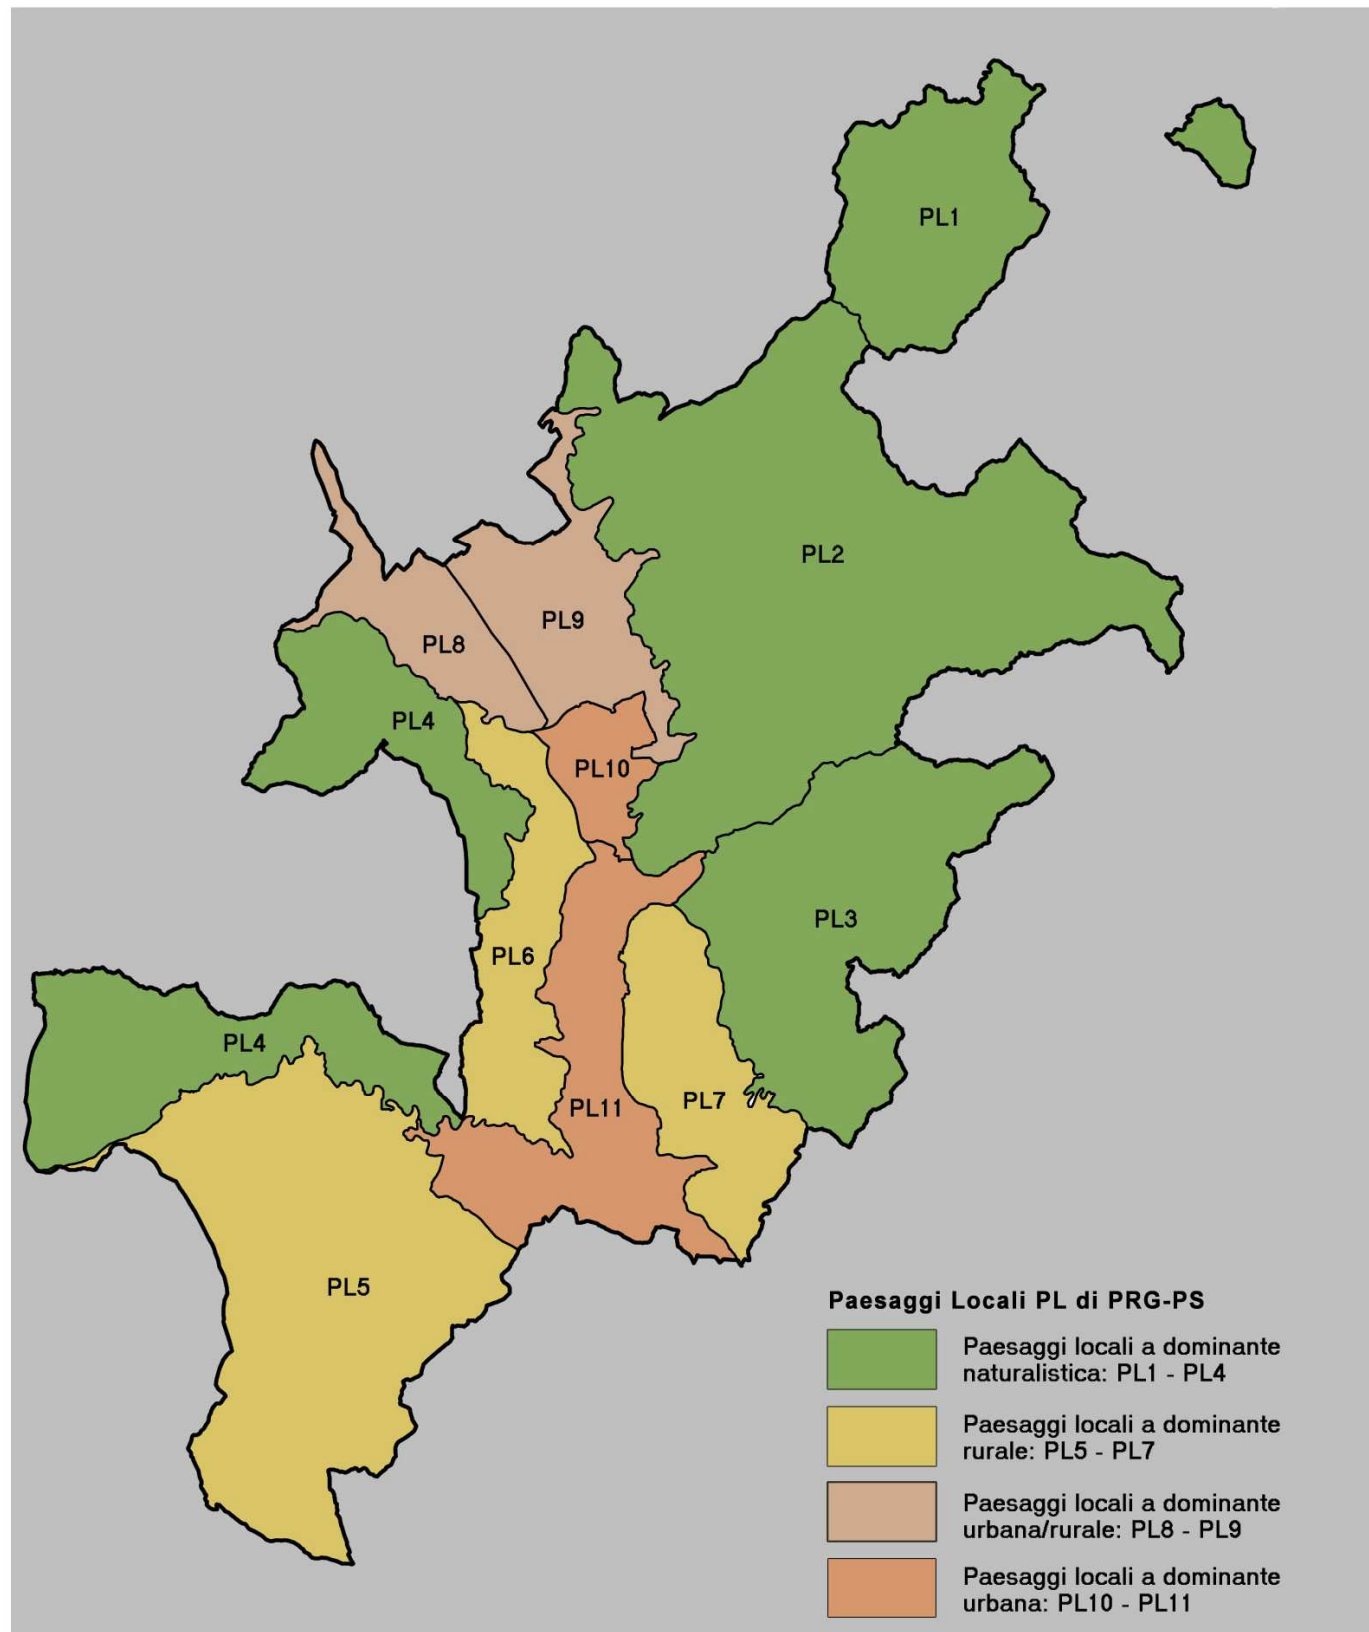 PL1
PL2
PL9
PL8
PL4
PL10
PL3
PL6
PL4
PL7
PL11
PL5
Paesaggi Locali PL di PRG-PS
Paesaggi locali a dominante
naturalistica: PL1 - PL4
Paesaggi locali a dominante
rurale: PL5 - PL7
Paesaggi locali a dominante
urbana/rurale: PL8 - PL9
Paesaggi locali a dominante
urbana: PL10 - PL11